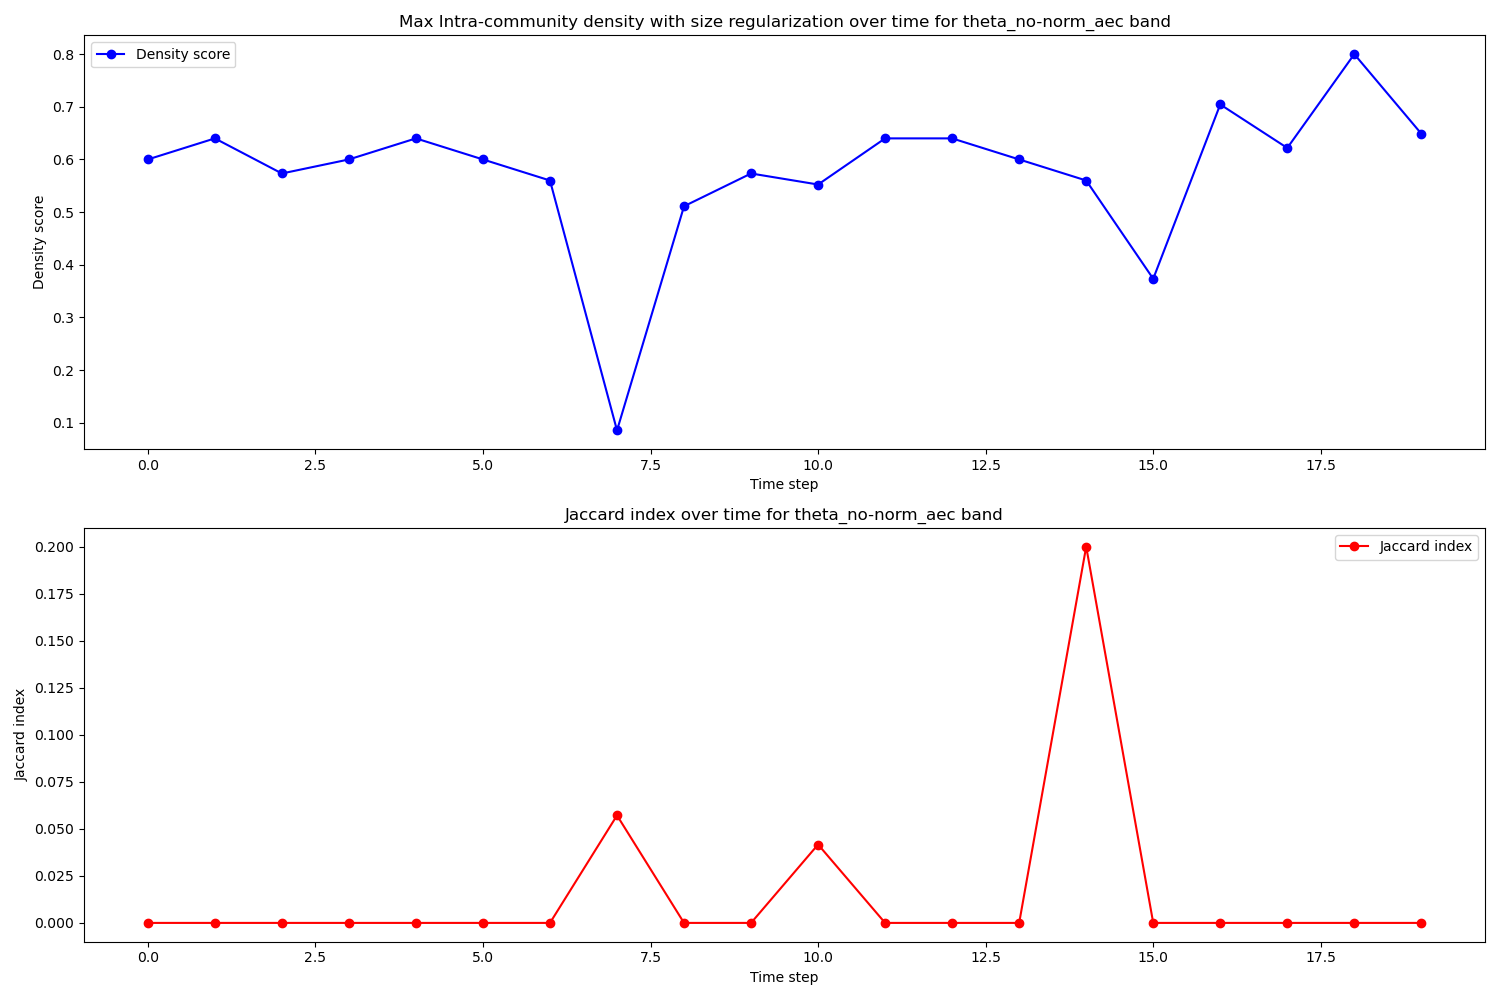 Max Intra-community density with size regularization over time for theta_no-norm_aec band
Density score
Density score
0.8
0.7
0.6
0.5
0.4
0.3
0.2
0.1
0.0 2.5 5.0 7.5 10.0 12.5 15.0 17.5
Time step
Jaccard index over time for theta_no-norm_aec band
Jaccard index
Jaccard index
0.200
0.175
0.150
0.125
0.100
0.075
0.050
0.025
0.000
0.0 2.5 5.0 7.5 10.0 12.5 15.0 17.5
Time step